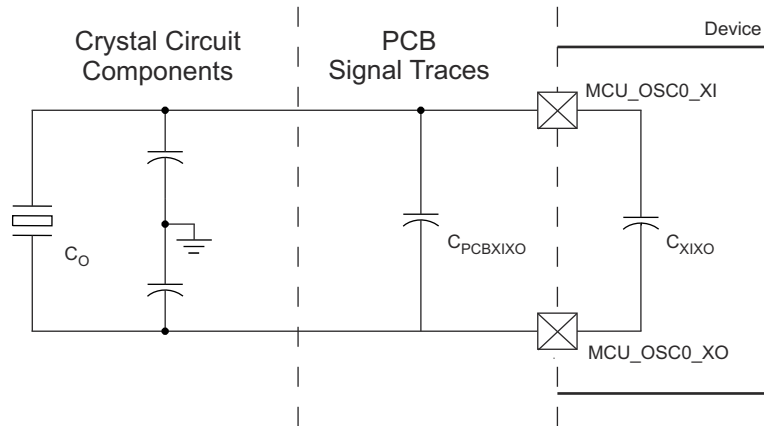 Crystal Circuit
Components
PCB
Signal Traces
Device
MCU_OSC0_XI
C_O
C_PCBXIXO
C_XIXO
MCU_OSC0_XO